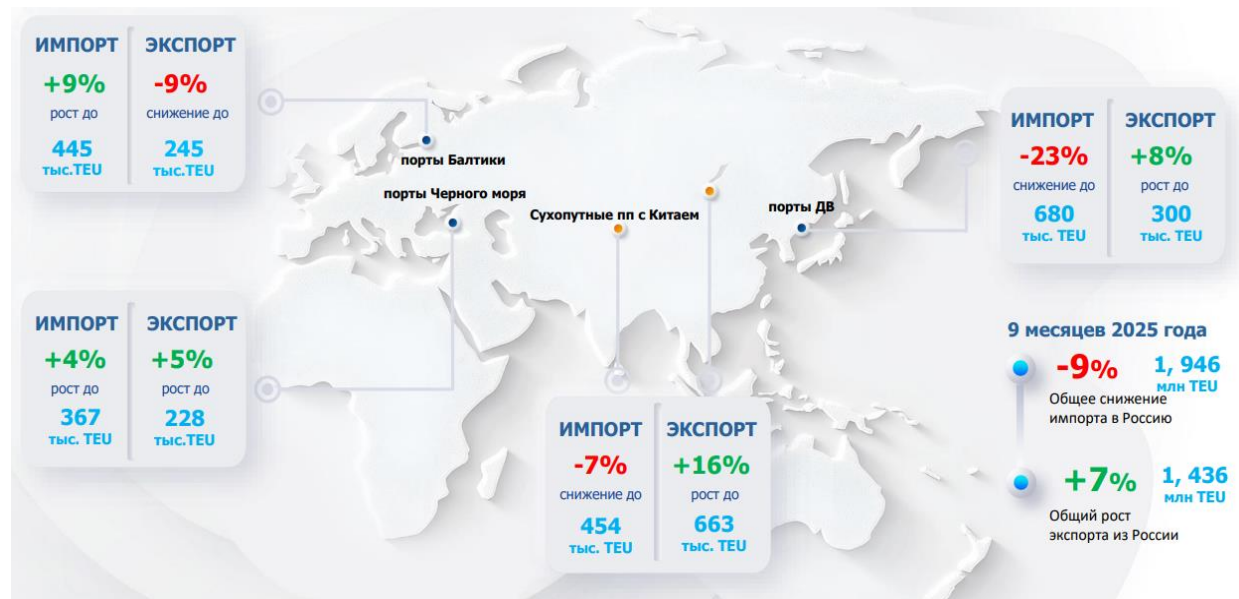 ИМПОРТ ЭКСПОРТ
+9% -9%
рост до снижение до
445 245
тыс.TEU тыс.TEU
порты Балтики
порты Черного моря
Сухопутные пп с Китаем
порты ДВ
ИМПОРТ ЭКСПОРТ
-23% +8%
снижение до рост до
680 300
тыс. TEU тыс. TEU
ИМПОРТ ЭКСПОРТ
+4% +5%
рост до рост до
367 228
тыс. TEU тыс.TEU
ИМПОРТ ЭКСПОРТ
-7% +16%
снижение до рост до
454 663
тыс. TEU тыс. TEU
9 месяцев 2025 года
-9% 1, 946
млн TEU
Общее снижение
импорта в Россию
+7% 1, 436
млн TEU
Общий рост
экспорта из России